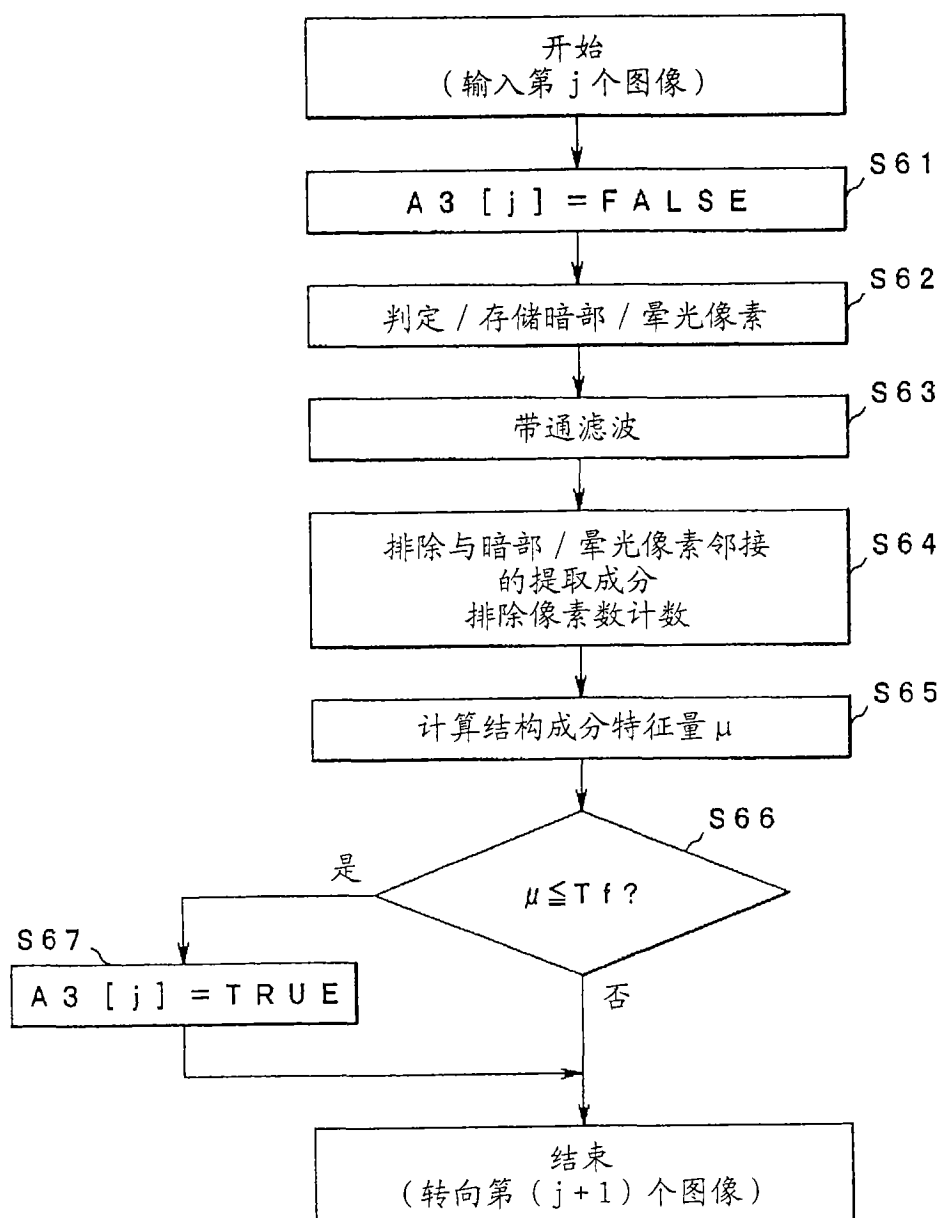 开始
(输入第 j 个图像)
S61
A3[j]=FALSE
S62
判定/存储暗部/晕光像素
S63
带通滤波
S64
排除与暗部/晕光像素邻接
的提取成分
排除像素数计数
S65
计算结构成分特征量μ
S66
是
μ≦Tf?
S67
A3[j]=TRUE
否
结束
(转向第(j+1)个图像)